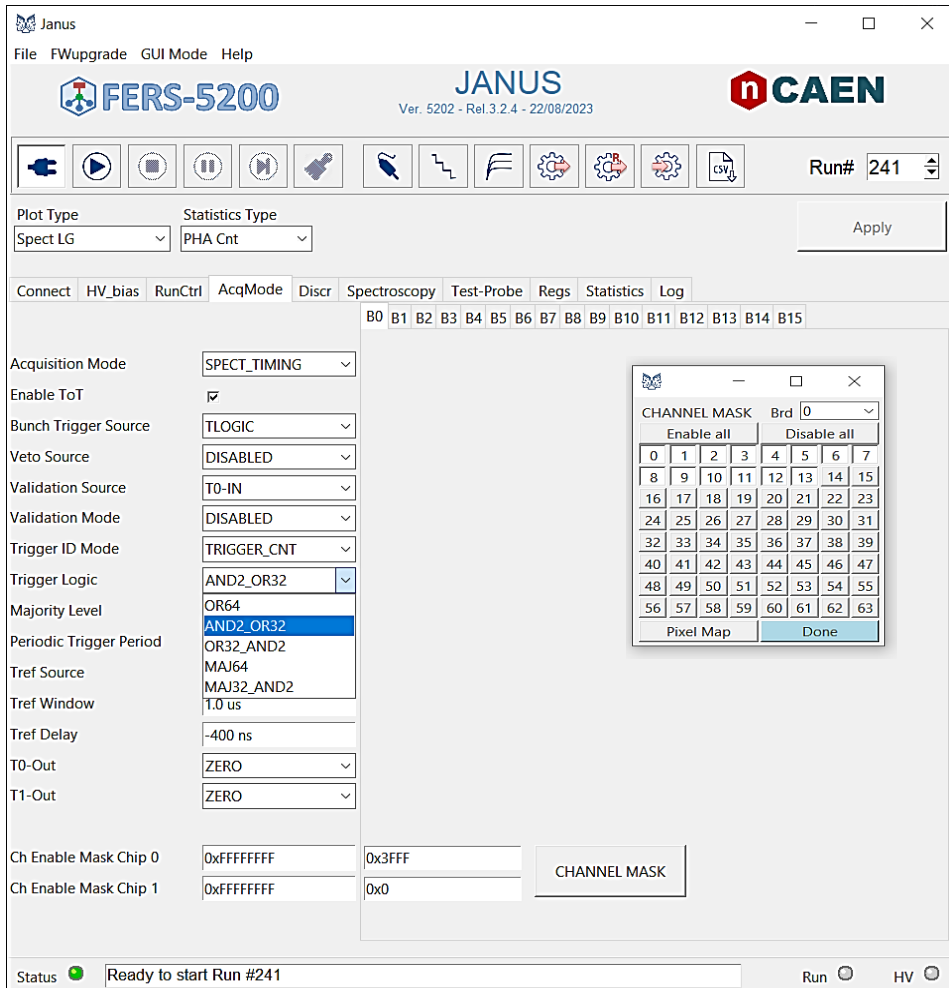 Janus
File FWupgrade GUI Mode Help
FERS-5200
JANUS
Ver. 5202 - Rel.3.2.4 - 22/08/2023
n CAEN
R
CSV
Run# 241
Plot Type
Statistics Type
Spect LG
PHA Cnt
Apply
Connect HV_bias RunCtrl AcqMode Discr Spectroscopy Test-Probe Regs Statistics Log
B0 B1 B2 B3 B4 B5 B6 B7 B8 B9 B10 B11 B12 B13 B14 B15
Acquisition Mode SPECT_TIMING
Enable ToT
Bunch Trigger Source TLOGIC
Veto Source DISABLED
Validation Source T0-IN
Validation Mode DISABLED
Trigger ID Mode TRIGGER_CNT
Trigger Logic AND2_OR32
Majority Level
Periodic Trigger Period
Tref Source
OR64
AND2_OR32
OR32_AND2
MAJ64
MAJ32_AND2
Tref Window 1.0 us
Tref Delay -400 ns
T0-Out ZERO
T1-Out ZERO
CHANNEL MASK Brd 0
Enable all Disable all
0 1 2 3 4 5 6 7
8 9 10 11 12 13 14 15
16 17 18 19 20 21 22 23
24 25 26 27 28 29 30 31
32 33 34 35 36 37 38 39
40 41 42 43 44 45 46 47
48 49 50 51 52 53 54 55
56 57 58 59 60 61 62 63
Pixel Map Done
Ch Enable Mask Chip 0 0xFFFFFFFF 0x3FFF
Ch Enable Mask Chip 1 0xFFFFFFFF 0x0
CHANNEL MASK
Status Ready to start Run #241 Run HV